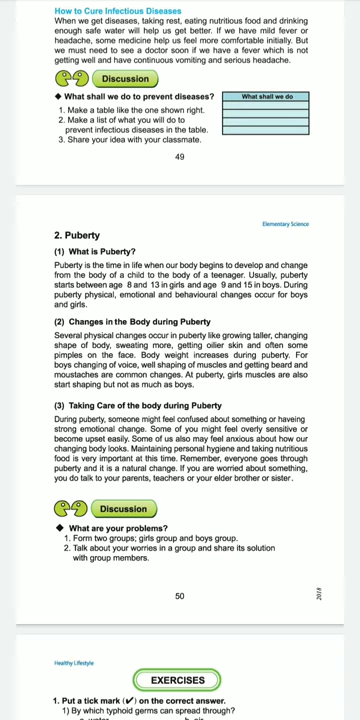 How to Cure Infectious Diseases
When we get diseases, taking rest, eating nutritious food and drinking
enough safe water will help us get better. If we have mild fever or
headache, some medicine help us feel more comfortable initially. But
we must need to see a doctor soon if we have a fever which is not
getting well and have continuous vomiting and serious headache.
Discussion
◆ What shall we do to prevent diseases?
What shall we do
1. Make a table like the one shown right.
2. Make a list of what you will do to
prevent infectious diseases in the table.
3. Share your idea with your classmate.
49
Elementary Science
2. Puberty
(1) What is Puberty?
Puberty is the time in life when our body begins to develop and change
from the body of a child to the body of a teenager. Usually, puberty
starts between age 8 and 13 in girls and age 9 and 15 in boys. During
puberty physical, emotional and behavioural changes occur for boys
and girls.
(2) Changes in the Body during Puberty
Several physical changes occur in puberty like growing taller, changing
shape of body, sweating more, getting oilier skin and often some
pimples on the face. Body weight increases during puberty. For
boys changing of voice, well shaping of muscles and getting beard and
moustaches are common changes. At puberty, girls muscles are also
start shaping but not as much as boys.
(3) Taking Care of the body during Puberty
During puberty, someone might feel confused about something or haveing
strong emotional change. Some of you might feel overly sensitive or
become upset easily. Some of us also may feel anxious about how our
changing body looks. Maintaining personal hygiene and taking nutritious
food is very important at this time. Remember, everyone goes through
puberty and it is a natural change. If you are worried about something,
you do talk to your parents, teachers or your elder brother or sister.
Discussion
◆ What are your problems?
1. Form two groups; girls group and boys group.
2. Talk about your worries in a group and share its solution
with group members.
50
2018
Healthy Lifestyle
EXERCISES
1. Put a tick mark (✔) on the correct answer.
1) By which typhoid germs can spread through?
a. water b. air